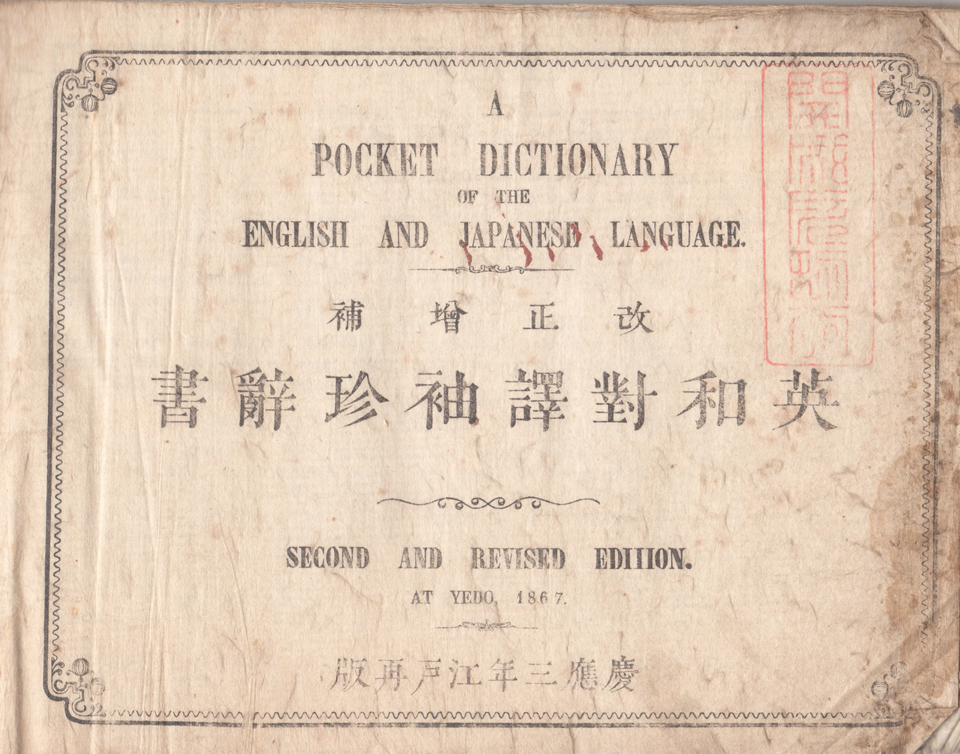 A
POCKET DICTIONARY
OF THE
ENGLISH AND JAPANESE LANGUAGE.
改正增補
英和對譯袖珍辭書
SECOND AND REVISED EDITION.
AT YEDO, 1867.
慶應三年江戸再版